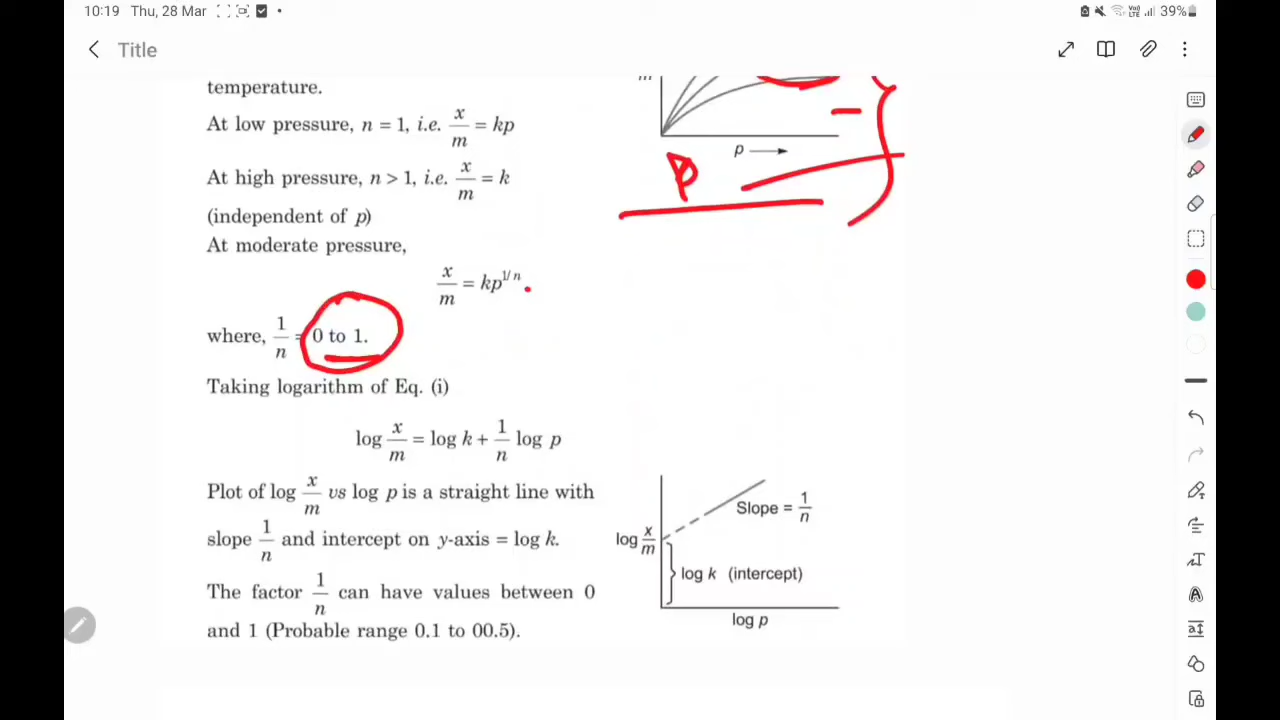 10:19 Thu, 28 Mar
39%
Title
temperature.
m
At low pressure, n = 1, i.e. x/m = kp
p
p
At high pressure, n > 1, i.e. x/m = k
(independent of p)
At moderate pressure,
x/m = kp^1/n.
where, 1/n = 0 to 1.
Taking logarithm of Eq. (i)
log x/m = log k + 1/n log p
Plot of log x/m vs log p is a straight line with
slope 1/n and intercept on y-axis = log k.
The factor 1/n can have values between 0
and 1 (Probable range 0.1 to 00.5).
Slope = 1/n
log x/m
log k (intercept)
log p